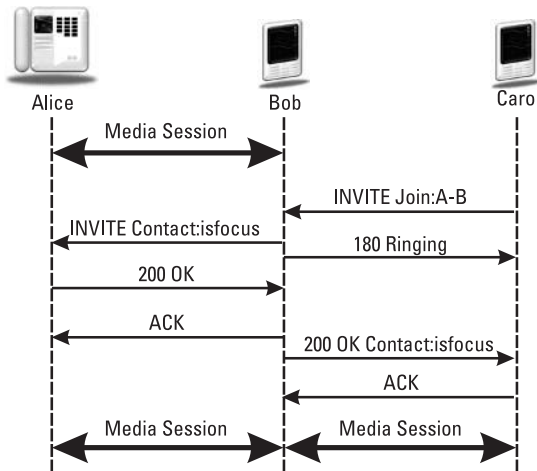 Alice
Bob
Caro
Media Session
INVITE Join:A-B
INVITE Contact:isfocus
180 Ringing
200 OK
ACK
200 OK Contact:isfocus
ACK
Media Session
Media Session